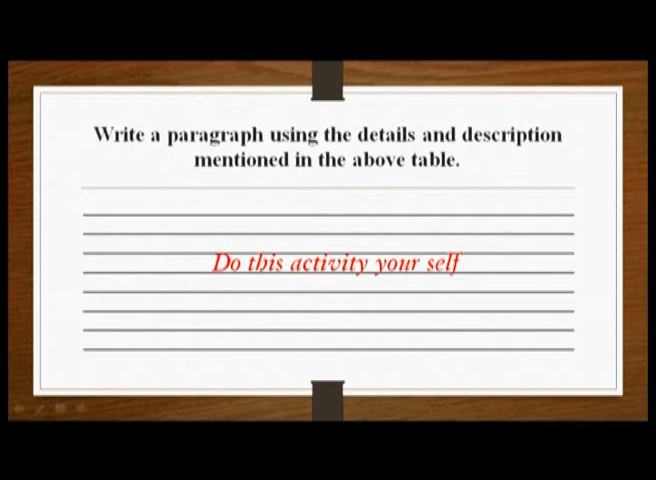 Write a paragraph using the details and description
mentioned in the above table.
Do this activity your self